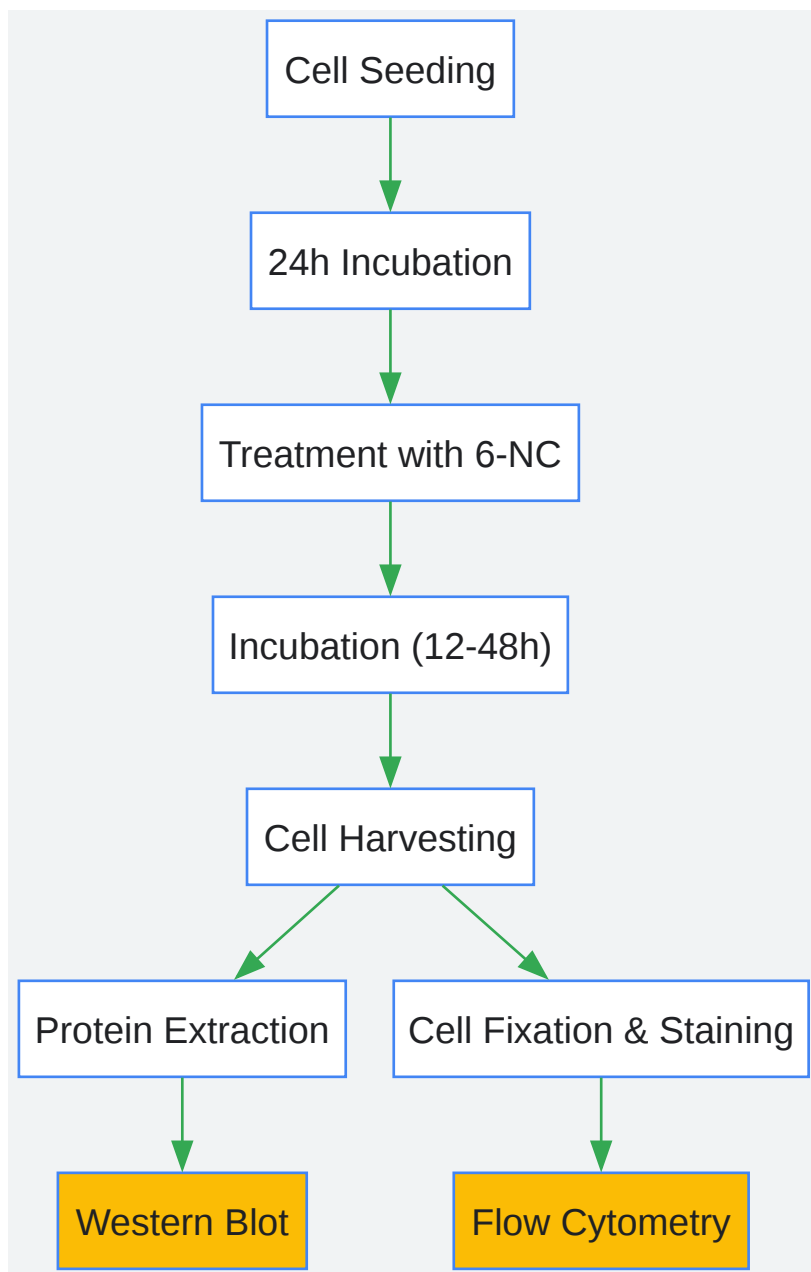 Cell Seeding
24h Incubation
Treatment with 6-NC
Incubation (12-48h)
Cell Harvesting
Protein Extraction
Cell Fixation & Staining
Western Blot
Flow Cytometry